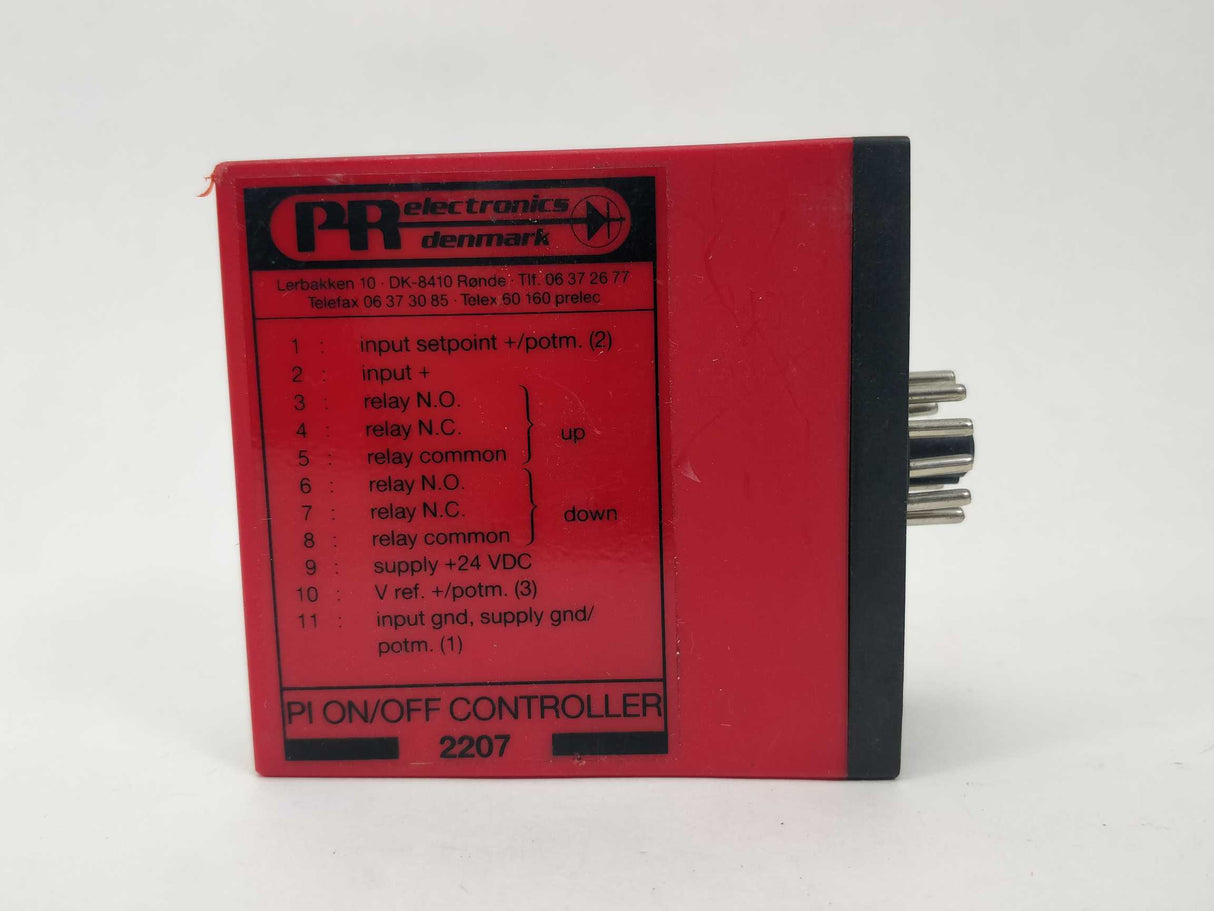 PR electronics
denmark
Lerbakken 10 · DK-8410 Rønde · Tlf. 06 37 26 77
Telefax 06 37 30 85 · Telex 60 160 prelec
1 : input setpoint +/potm. (2)
2 : input +
3 : relay N.O.
4 : relay N.C.
up
5 : relay common
6 : relay N.O.
7 : relay N.C.
down
8 : relay common
9 : supply +24 VDC
10 : V ref. +/potm. (3)
11 : input gnd, supply gnd/
potm. (1)
PI ON/OFF CONTROLLER
2207